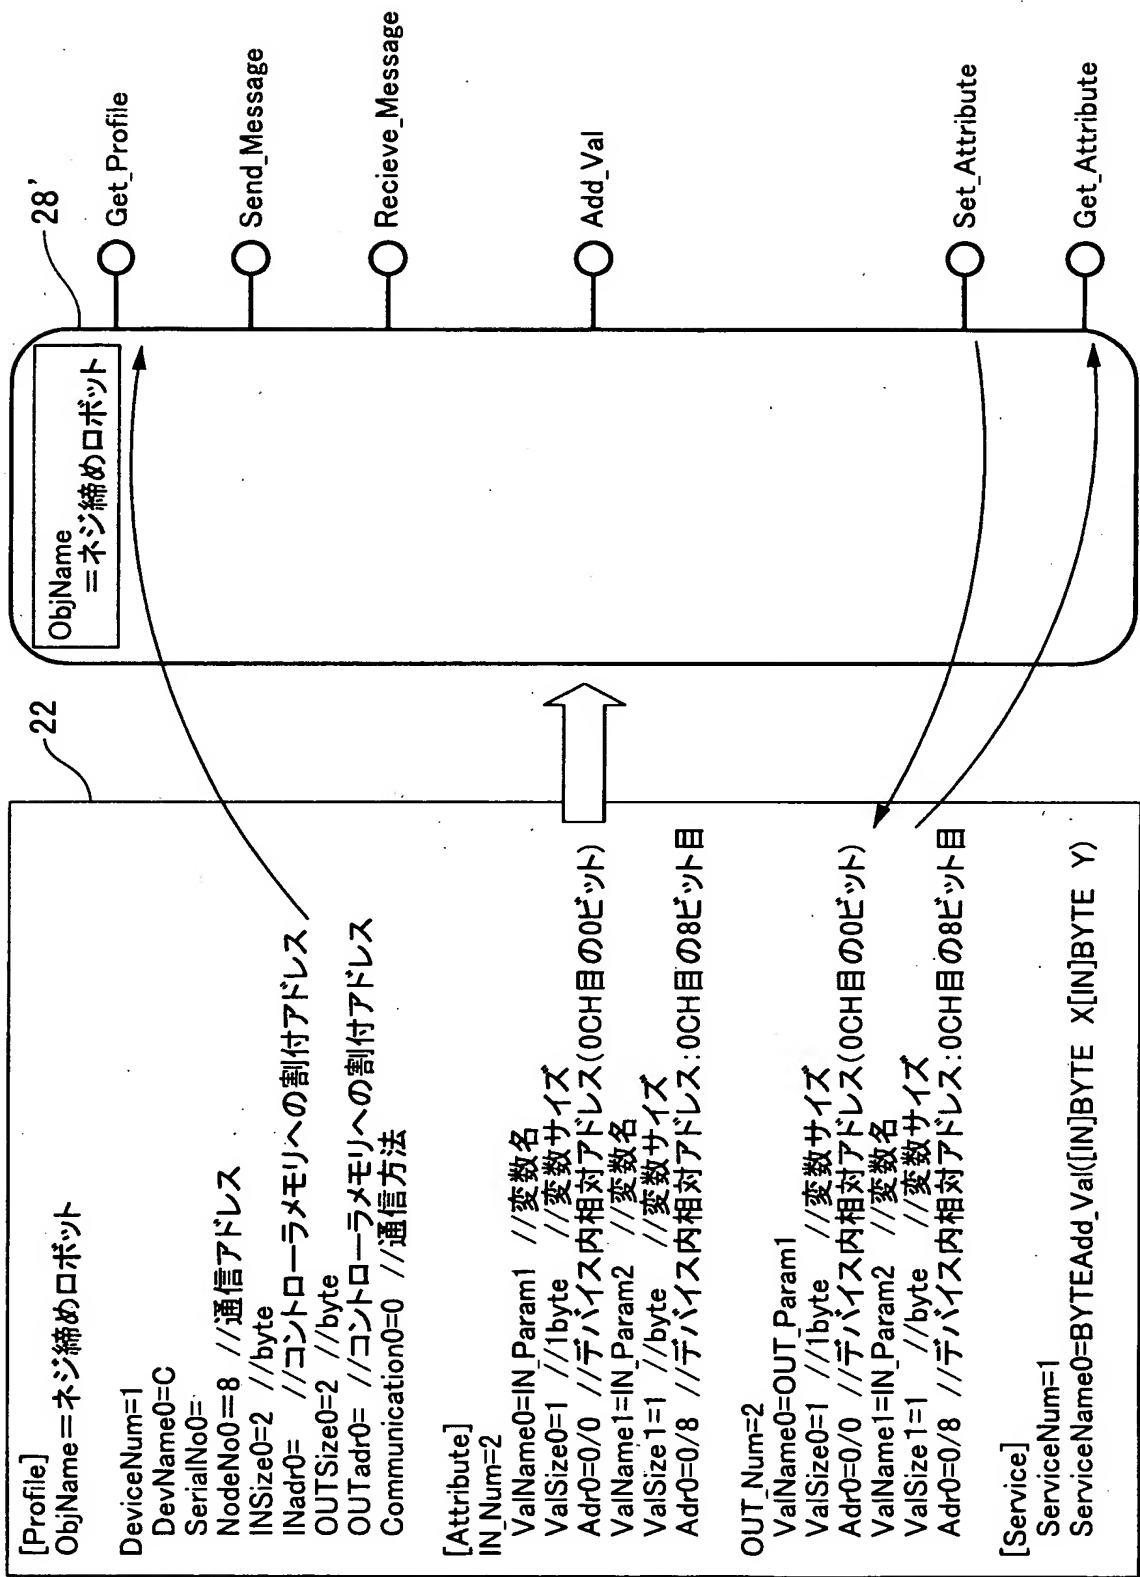 [Profile]
ObjName=ネジ締めロボット
DeviceNum=1
DevName0=C
SerialNo0=
NodeNo0=8 //通信アドレス
INSize0=2 //byte
INadr0= //コントローラメモリへの割付アドレス
OUTSize0=2 //byte
OUTadr0= //コントローラメモリへの割付アドレス
Communication0=0 //通信方法
[Attribute]
IN_Num=2
ValName0=IN_Param1 //変数名
ValSize0=1 //1byte //変数サイズ
Adr0=0/0 //デバイス内相対アドレス(0CH目の0ビット)
ValName1=IN_Param2 //変数名
ValSize1=1 //byte //変数サイズ
Adr0=0/8 //デバイス内相対アドレス:0CH目の8ビット目
OUT_Num=2
ValName0=OUT_Param1
ValSize0=1 //1byte //変数サイズ
Adr0=0/0 //デバイス内相対アドレス(0CH目の0ビット)
ValName1=IN_Param2 //変数名
ValSize1=1 //byte //変数サイズ
Adr0=0/8 //デバイス内相対アドレス:0CH目の8ビット目
[Service]
ServiceNum=1
ServiceName0=BYTEAdd_Val([IN]BYTE X[IN]BYTE Y)
22
ObjName
=ネジ締めロボット
28'
Get_Profile
Send_Message
Recieve_Message
Add_Val
Set_Attribute
Get_Attribute